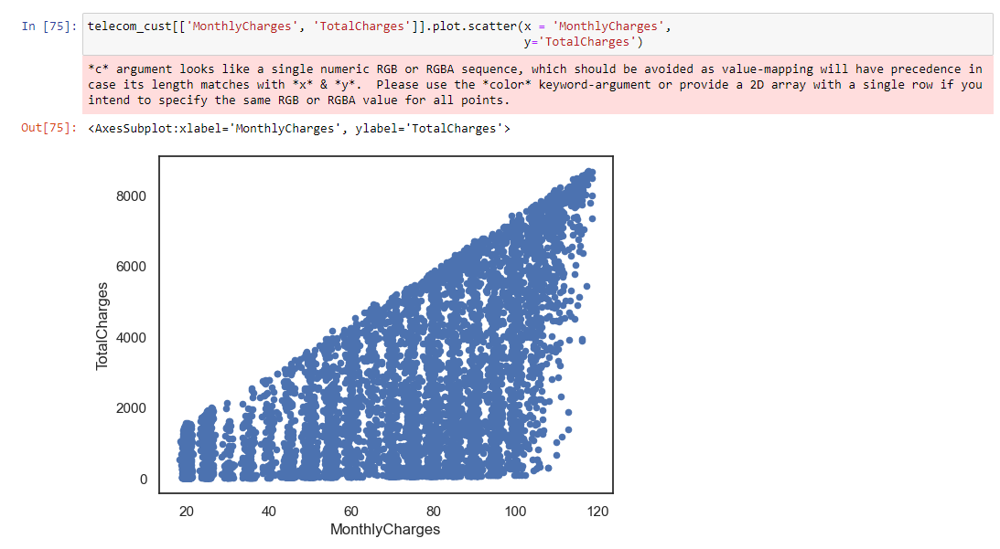 In [75]: telecom_cust[['MonthlyCharges', 'TotalCharges']].plot.scatter(x = 'MonthlyCharges',
y='TotalCharges')
*c* argument looks like a single numeric RGB or RGBA sequence, which should be avoided as value-mapping will have precedence in
case its length matches with *x* & *y*.  Please use the *color* keyword-argument or provide a 2D array with a single row if you
intend to specify the same RGB or RGBA value for all points.
Out[75]: <AxesSubplot:xlabel='MonthlyCharges', ylabel='TotalCharges'>
8000
6000
4000
2000
0
TotalCharges
20 40 60 80 100 120
MonthlyCharges